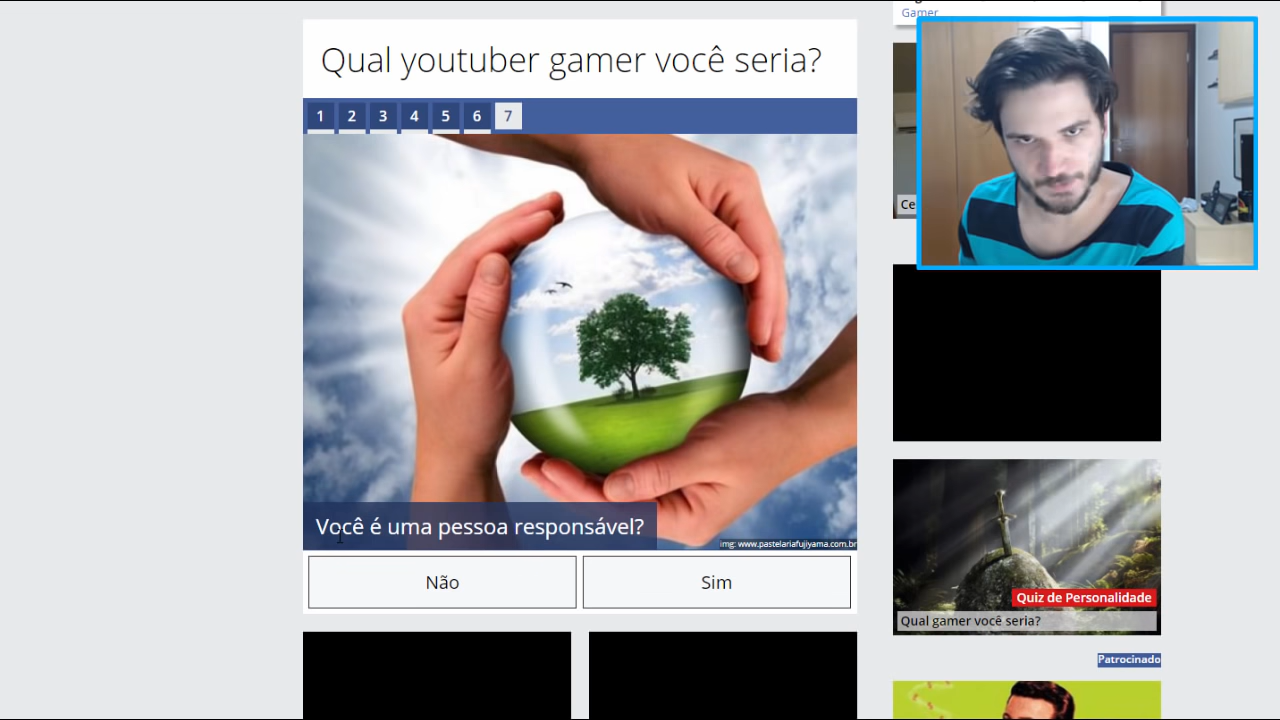 Gamer
Qual youtuber gamer você seria?
1 2 3 4 5 6 7
Ce
Você é uma pessoa responsável?
img: www.pastelariafujiyama.com.br
Não
Sim
Quiz de Personalidade
Qual gamer você seria?
Patrocinado